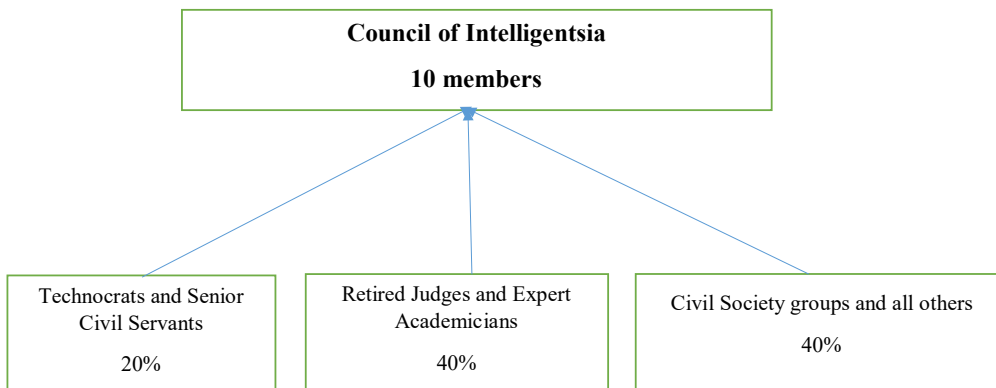 Council of Intelligentsia
10 members
Technocrats and Senior
Civil Servants
20%
Retired Judges and Expert
Academicians
40%
Civil Society groups and all others
40%